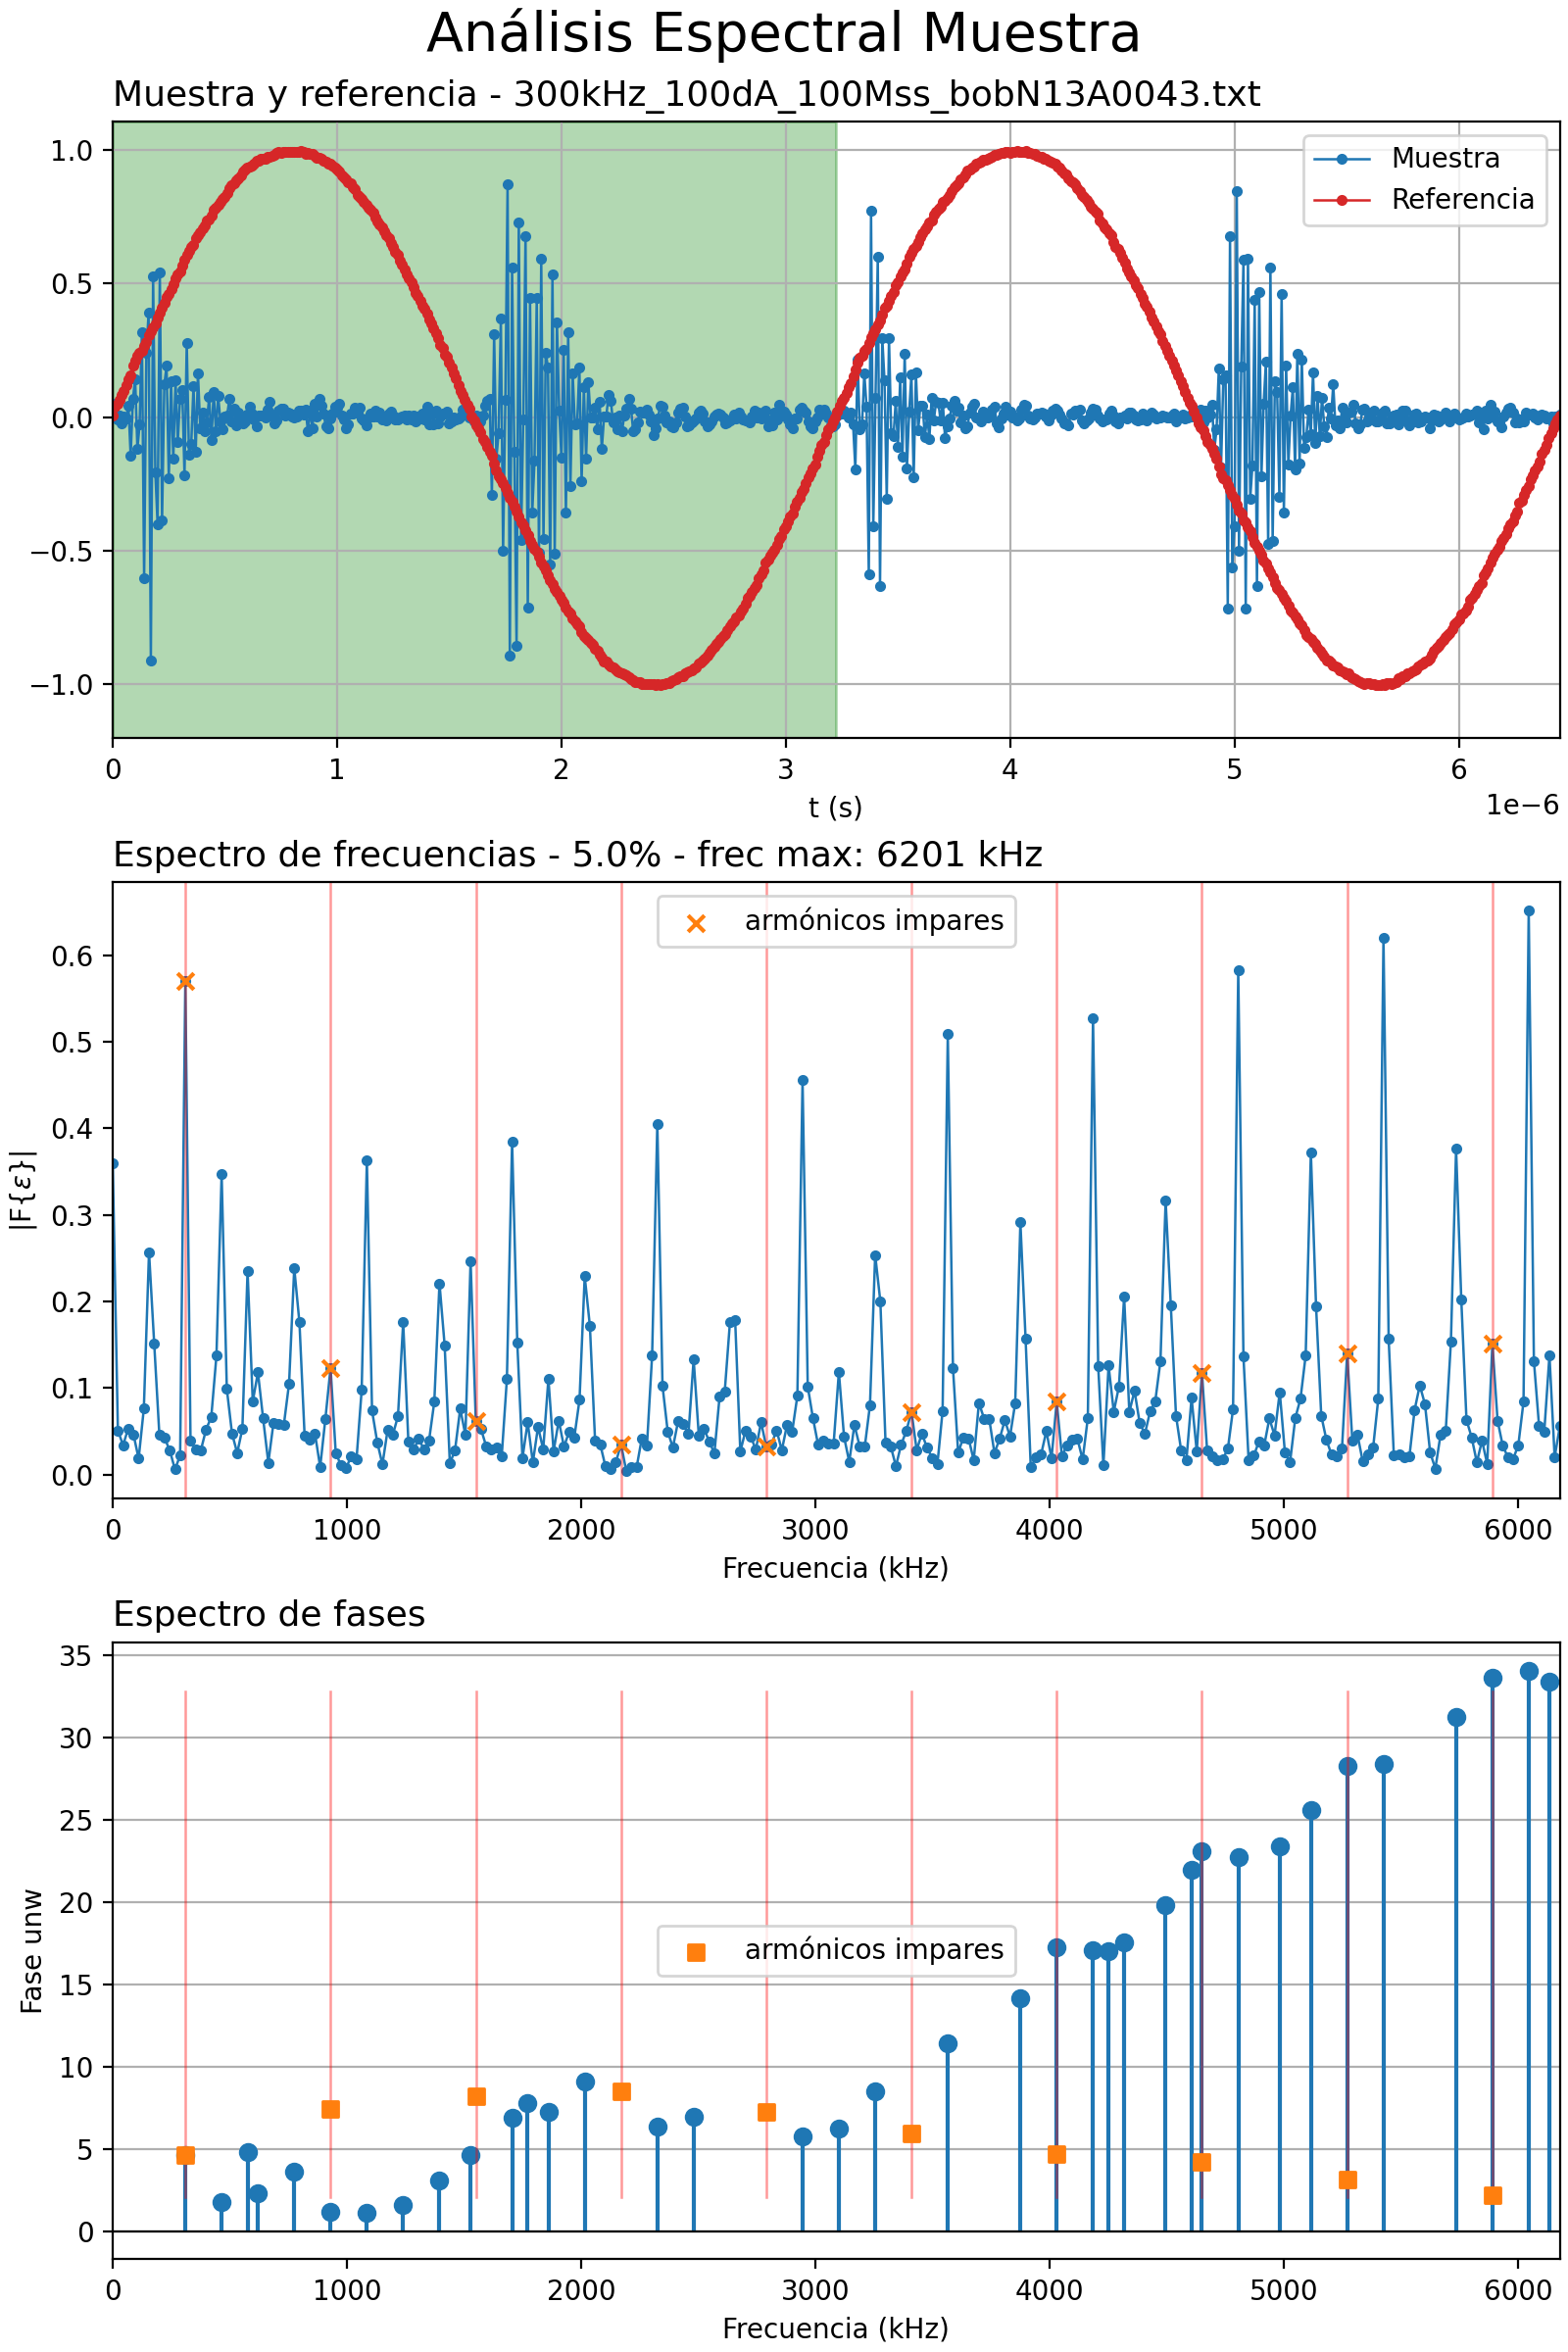 Análisis Espectral Muestra
Muestra y referencia - 300kHz_100dA_100Mss_bobN13A0043.txt
1.0
0.5
0.0
−0.5
−1.0
Muestra
Referencia
0 1 2 3 4 5 6
t (s)
1e−6
Espectro de frecuencias - 5.0% - frec max: 6201 kHz
armónicos impares
|F{ε}|
0.6
0.5
0.4
0.3
0.2
0.1
0.0
0 1000 2000 3000 4000 5000 6000
Frecuencia (kHz)
Espectro de fases
Fase unw
35
30
25
20
15
10
5
0
armónicos impares
0 1000 2000 3000 4000 5000 6000
Frecuencia (kHz)